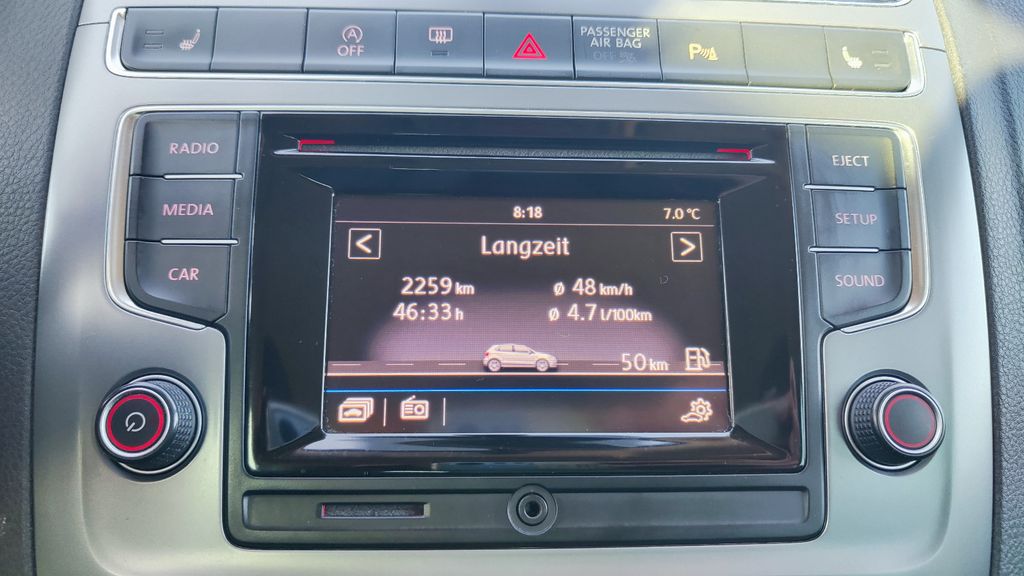 OFF
PASSENGER
AIR BAG
OFF
P
RADIO
MEDIA
CAR
EJECT
SETUP
SOUND
8:18 7.0 °C
< Langzeit >
2259 km ø 48 km/h
46:33 h ø 4.7 l/100km
50 km